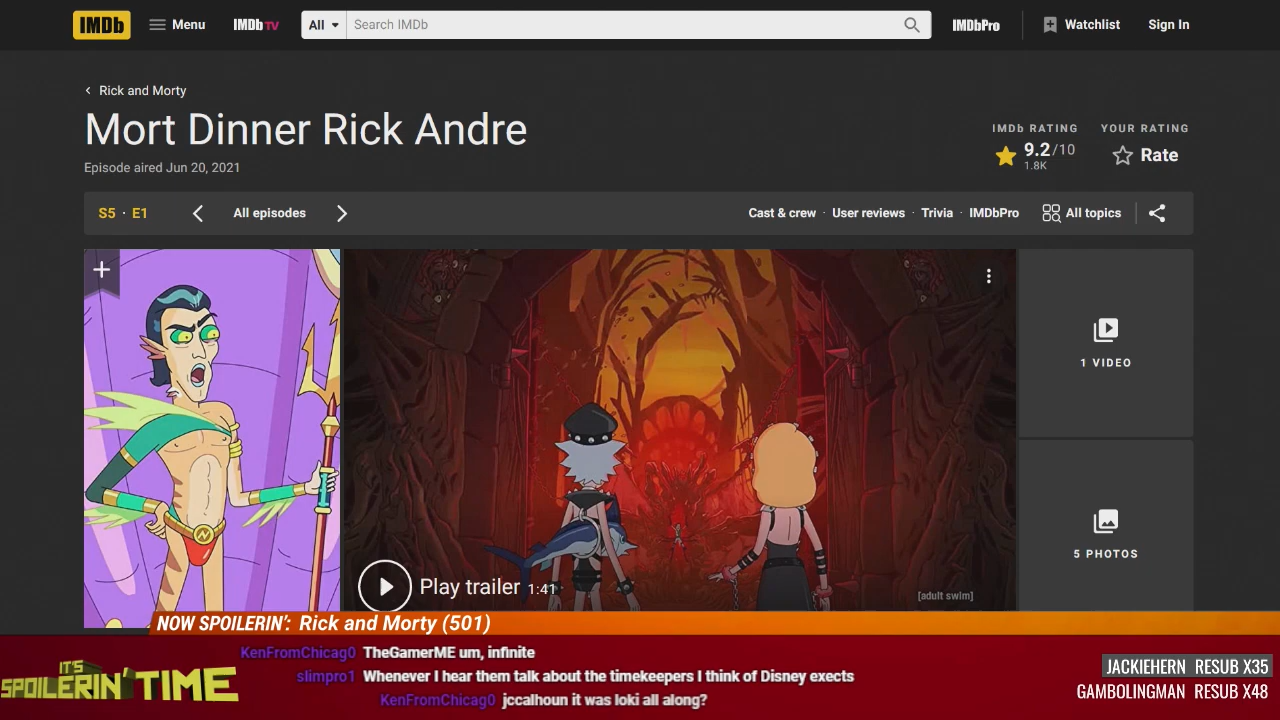 IMDb
Menu
IMDb TV
All
Search IMDb
IMDbPro
Watchlist
Sign In
Rick and Morty
Mort Dinner Rick Andre
Episode aired Jun 20, 2021
IMDb RATING
9.2/10
1.8K
YOUR RATING
Rate
S5 · E1
All episodes
Cast & crew · User reviews · Trivia · IMDbPro
All topics
N
1 VIDEO
5 PHOTOS
Play trailer 1:41
[adult swim]
NOW SPOILERIN': Rick and Morty (501)
IT'S
SPOILERIN' TIME
KenFromChicag0 TheGamerME um, infinite
slimpro1 Whenever I hear them talk about the timekeepers I think of Disney exects
KenFromChicag0 jccalhoun it was loki all along?
JACKIEHERN RESUB X35
GAMBOLINGMAN RESUB X48